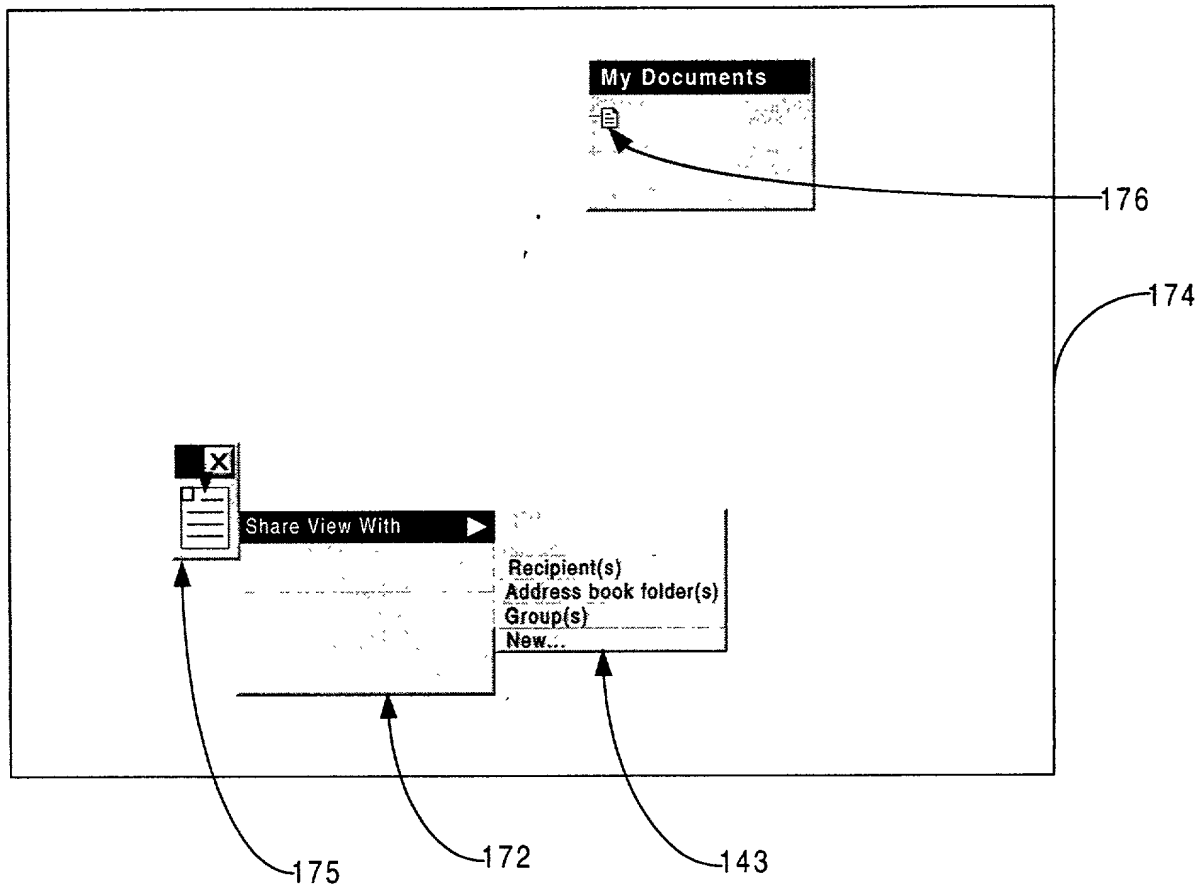 My Documents
176
174
X
Share View With
Recipient(s)
Address book folder(s)
Group(s)
New...
175
172
143